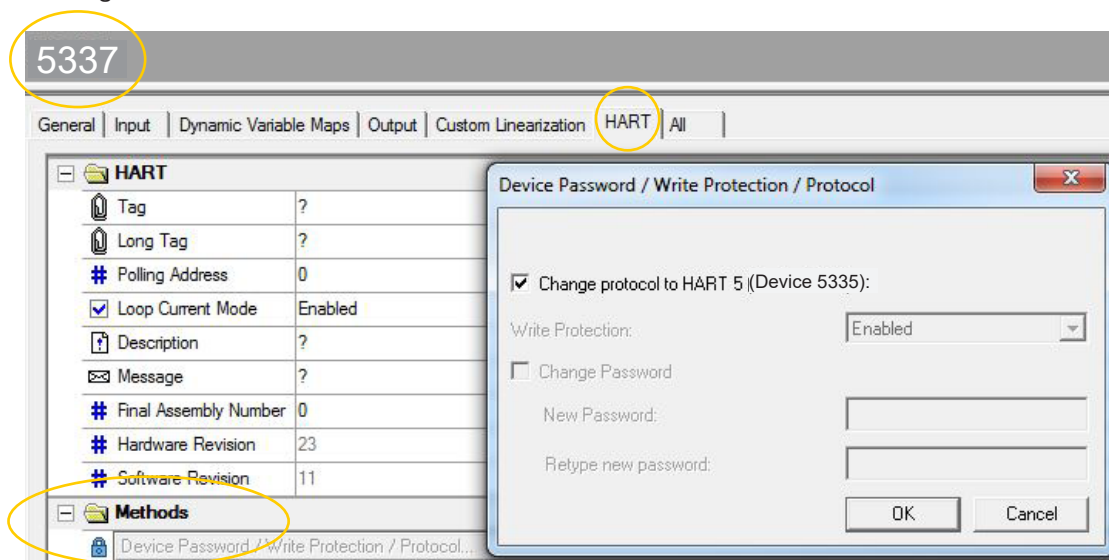 5337
General Input Dynamic Variable Maps Output Custom Linearization HART All
HART
Tag ?
Long Tag ?
# Polling Address 0
Loop Current Mode Enabled
Description ?
Message ?
# Final Assembly Number 0
# Hardware Revision 23
# Software Revision 11
Methods
Device Password / Write Protection / Protocol...
Device Password / Write Protection / Protocol
Change protocol to HART 5 (Device 5335):
Write Protection: Enabled
Change Password
New Password:
Retype new password:
OK Cancel